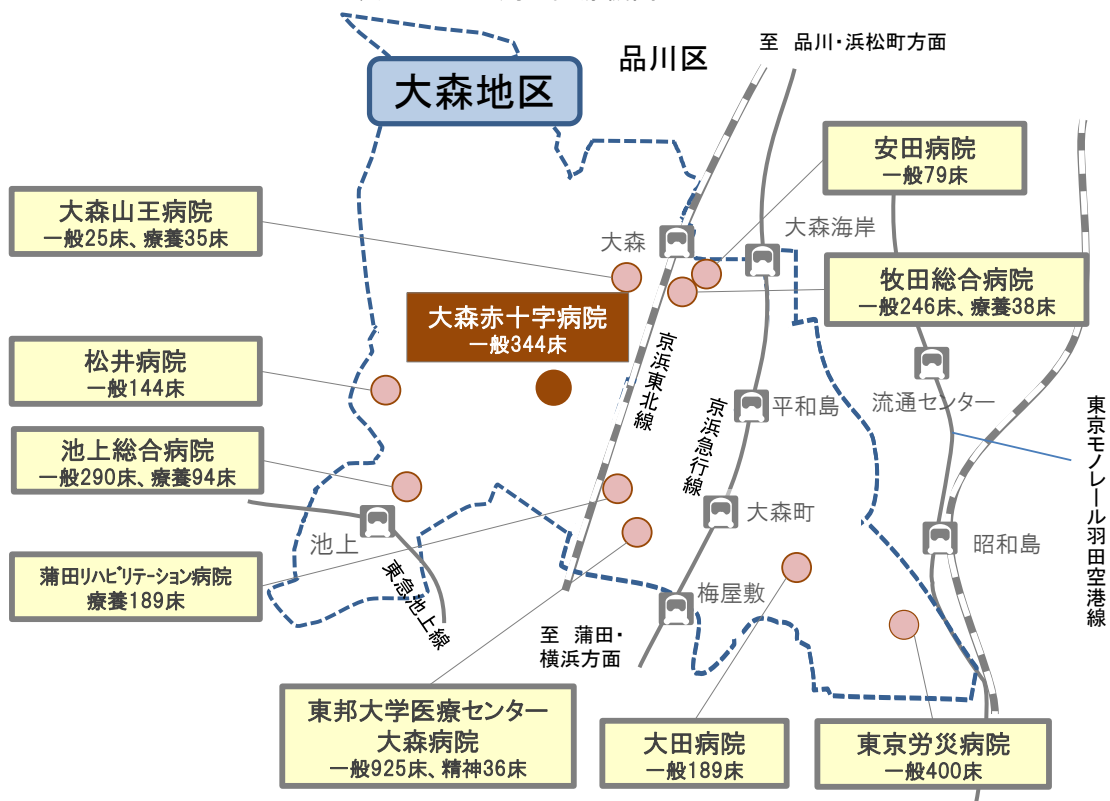 品川区
至 品川・浜松町方面
大森地区
安田病院
一般79床
大森山王病院
一般25床、療養35床
大森
大森海岸
牧田総合病院
一般246床、療養38床
大森赤十字病院
一般344床
京浜東北線
松井病院
一般144床
平和島
流通センター
京浜急行線
東京モノレール羽田空港線
池上総合病院
一般290床、療養94床
大森町
池上
昭和島
蒲田リハビリテーション病院
療養189床
東急池上線
梅屋敷
至 蒲田・
横浜方面
東邦大学医療センター
大森病院
一般925床、精神36床
大田病院
一般189床
東京労災病院
一般400床